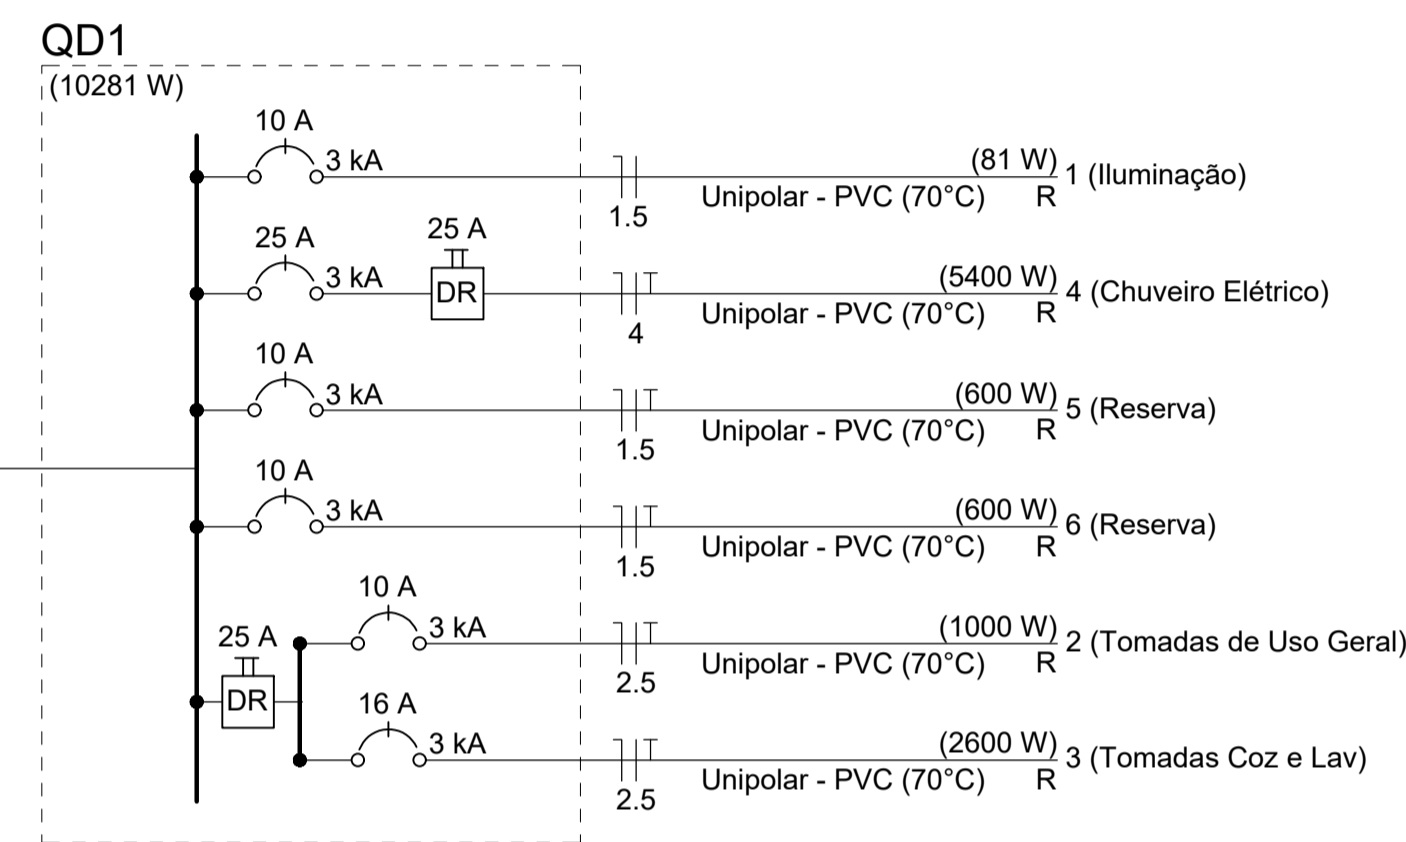 QD1
(10281 W)
10 A
3 kA
1.5
(81 W)
Unipolar - PVC (70°C) R
1 (Iluminação)
25 A
3 kA
25 A
DR
4
(5400 W)
Unipolar - PVC (70°C) R
4 (Chuveiro Elétrico)
10 A
3 kA
1.5
(600 W)
Unipolar - PVC (70°C) R
5 (Reserva)
10 A
3 kA
1.5
(600 W)
Unipolar - PVC (70°C) R
6 (Reserva)
25 A
DR
10 A
3 kA
2.5
(1000 W)
Unipolar - PVC (70°C) R
2 (Tomadas de Uso Geral)
16 A
3 kA
2.5
(2600 W)
Unipolar - PVC (70°C) R
3 (Tomadas Coz e Lav)